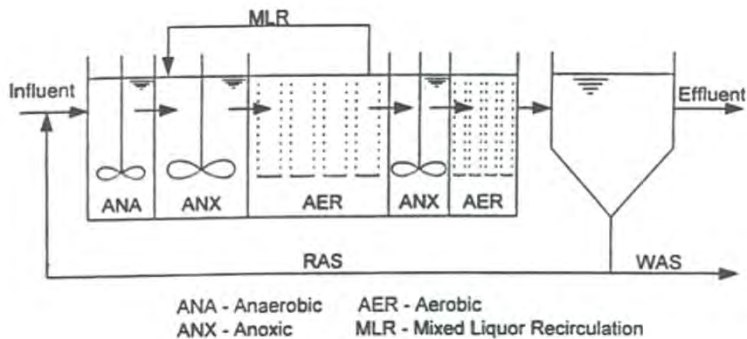 MLR
Influent
Effluent
ANA
ANX
AER
ANX
AER
RAS
WAS
ANA - Anaerobic AER - Aerobic
ANX - Anoxic MLR - Mixed Liquor Recirculation